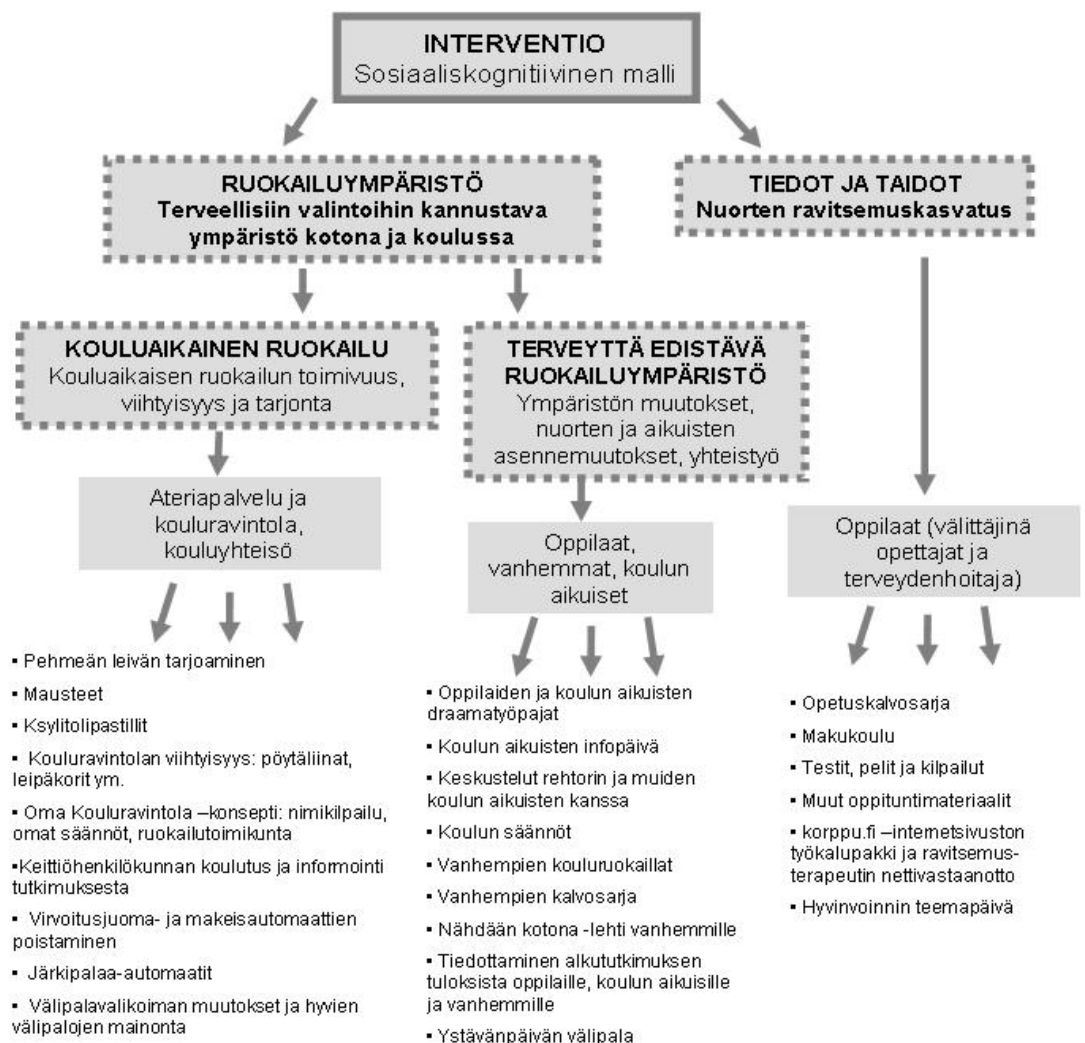 INTERVENTIO
Sosiaaliskognitiivinen malli
RUOKAILUYMPÄRISTÖ
Terveellisiin valintoihin kannustava
ympäristö kotona ja koulussa
TIEDOT JA TAIDOT
Nuorten ravitsemuskasvatus
KOULUAIKAINEN RUOKAILU
Kouluaikaisen ruokailun toimivuus,
viihtyisyys ja tarjonta
TERVEYTTÄ EDISTÄVÄ
RUOKAILUYMPÄRISTÖ
Ympäristön muutokset,
nuorten ja aikuisten
asennemuutokset, yhteistyö
Ateriapalvelu ja
kouluravintola,
kouluyhteisö
Oppilaat,
vanhemmat, koulun
aikuiset
Oppilaat (välittäjinä
opettajat ja
terveydenhoitaja)
▪ Pehmeän leivän tarjoaminen
▪ Mausteet
▪ Ksylitolipastillit
▪ Kouluravintolan viihtyisyys: pöytäliinat,
leipäkorit ym.
▪ Oma Kouluravintola –konsepti: nimikilpailu,
omat säännöt, ruokailutoimikunta
▪Keittiöhenkilökunnan koulutus ja informointi
tutkimuksesta
▪ Virvoitusjuoma- ja makeisautomaattien
poistaminen
▪ Järkipalaa-automaatit
▪ Välipalavalikoiman muutokset ja hyvien
välipalojen mainonta
▪ Oppilaiden ja koulun aikuisten
draamatyöpajat
▪ Koulun aikuisten infopäivä
▪ Keskustelut rehtorin ja muiden
koulun aikuisten kanssa
▪ Koulun säännöt
▪ Vanhempien kouluruokaillat
▪ Vanhempien kalvosarja
▪ Nähdään kotona -lehti vanhemmille
▪ Tiedottaminen alkututkimuksen
tuloksista oppilaille, koulun aikuisille
ja vanhemmille
▪ Ystävänpäivän välipala
▪ Opetuskalvosarja
▪ Makukoulu
▪ Testit, pelit ja kilpailut
▪ Muut oppituntimateriaalit
▪ korppu.fi –internetsivuston
työkalupakki ja ravitsemus-
terapeutin nettivastaanotto
▪ Hyvinvoinnin teemapäivä